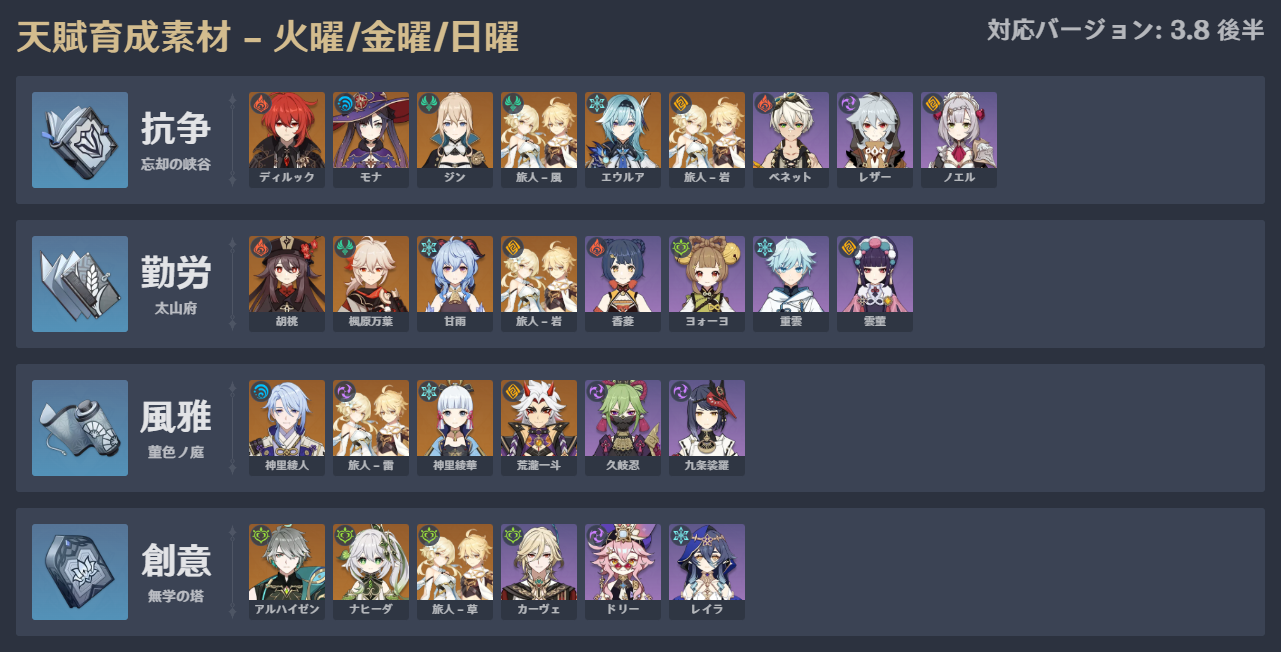 天賦育成素材 – 火曜/金曜/日曜
対応バージョン: 3.8 後半
抗争
忘却の峡谷
ディルック
モナ
ジン
旅人 – 風
エウルア
旅人 – 岩
ベネット
レザー
ノエル
勤労
太山府
胡桃
楓原万葉
甘雨
旅人 – 岩
香菱
ヨォーヨ
重雲
雲菫
風雅
菫色ノ庭
神里綾人
旅人 – 雷
神里綾華
荒瀧一斗
久岐忍
九条裟羅
創意
無学の塔
アルハイゼン
ナヒーダ
旅人 – 草
カーヴェ
ドリー
レイラ